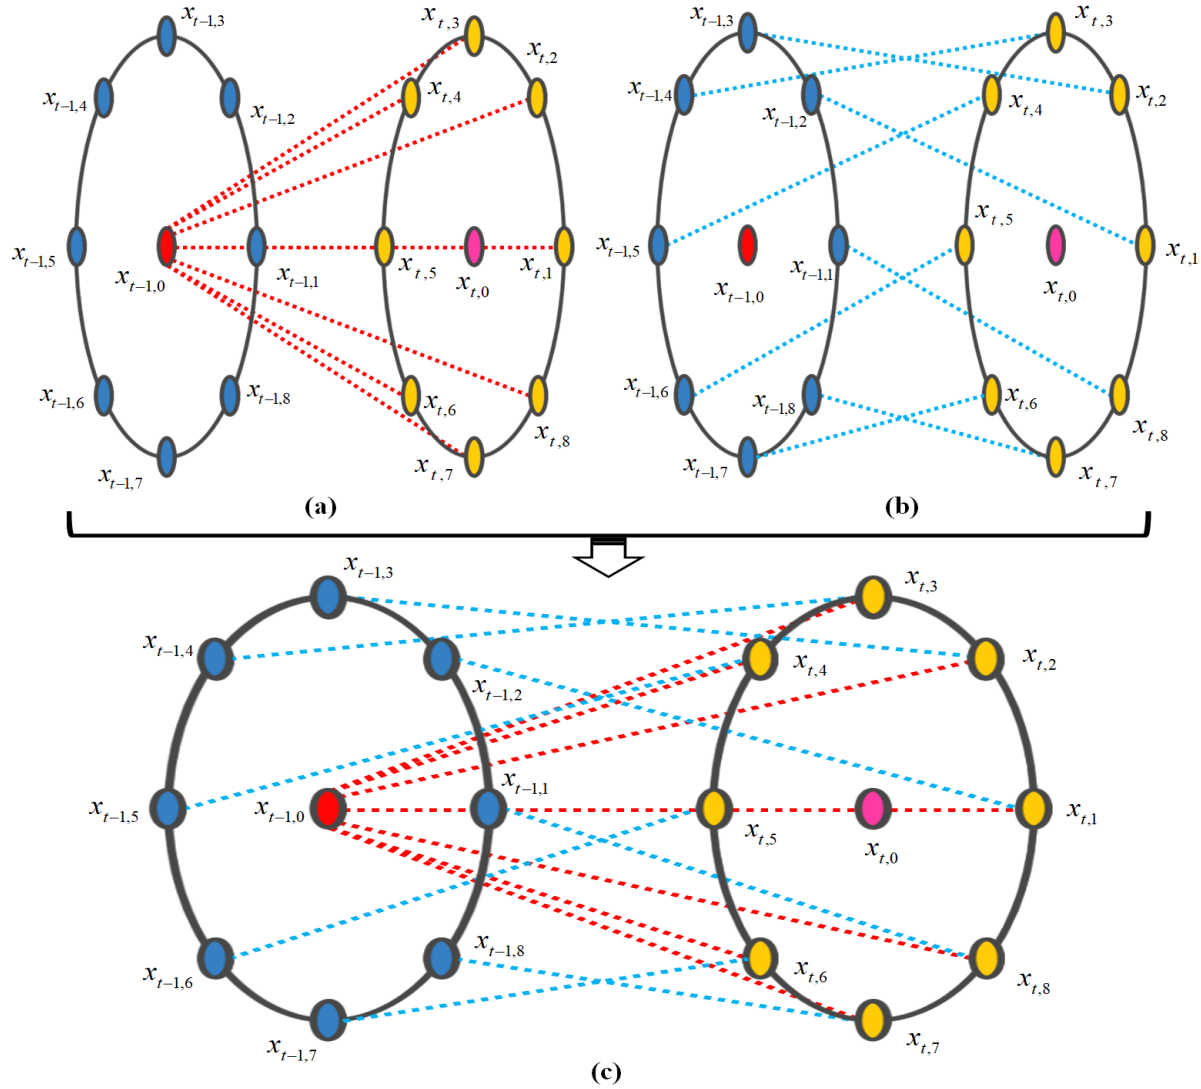 x_{t-1,3} x_{t,3} x_{t-1,3} x_{t,3}
x_{t,2}
x_{t-1,4} x_{t,4} x_{t-1,4} x_{t,2}
x_{t-1,2} x_{t-1,2} x_{t,4}
x_{t,5}
x_{t-1,5} x_{t-1,5} x_{t,1}
x_{t-1,0} x_{t-1,1} x_{t,5} x_{t,0} x_{t,1} x_{t-1,0} x_{t-1,1} x_{t,0}
x_{t-1,6} x_{t-1,8} x_{t,6} x_{t-1,6} x_{t-1,8} x_{t,6}
x_{t,8} x_{t,8}
x_{t-1,7} x_{t,7} x_{t-1,7} x_{t,7}
(a) (b)
x_{t-1,3} x_{t,3}
x_{t-1,4} x_{t,4} x_{t,2}
x_{t-1,2}
x_{t-1,1}
x_{t-1,5} x_{t-1,0} x_{t,5} x_{t,0} x_{t,1}
x_{t-1,8}
x_{t-1,6} x_{t,6} x_{t,8}
x_{t-1,7} x_{t,7}
(c)